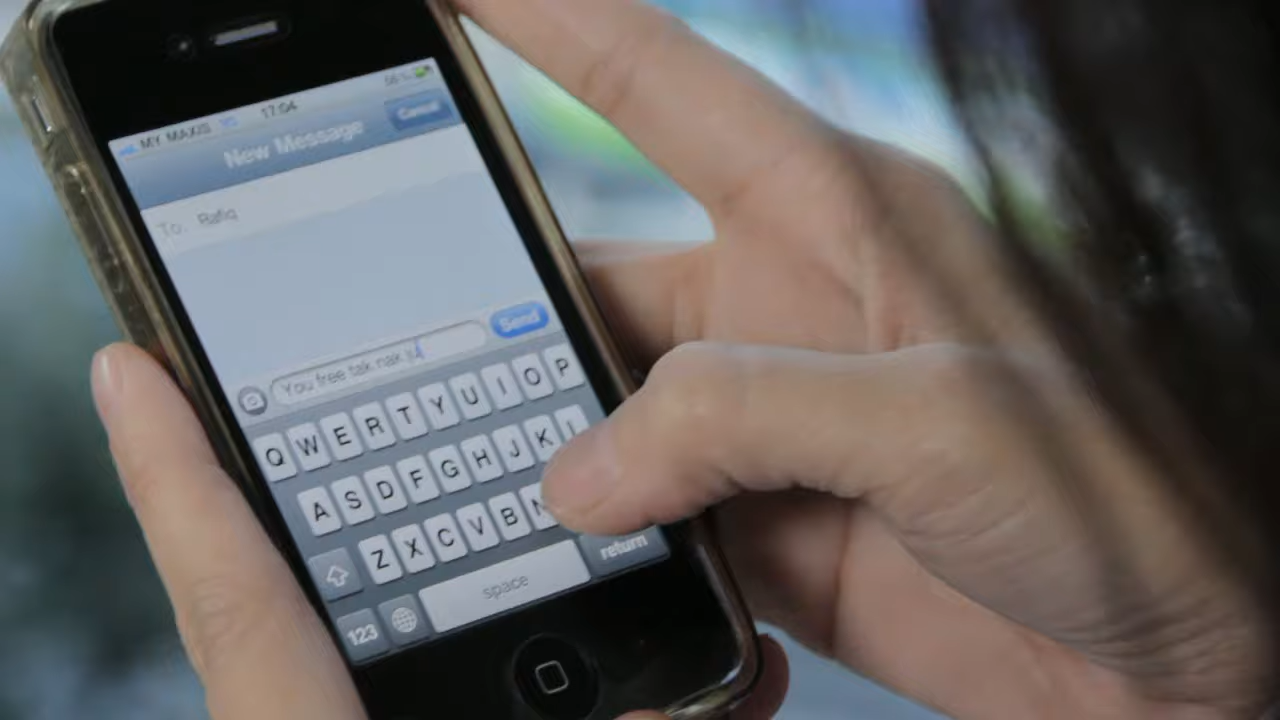 MY MAXIS 17:04
New Message Cancel
To: Rafiq
Send
You free tak nak
Q W E R T Y U I O P
A S D F G H J K L
Z X C V B N
return
123 space